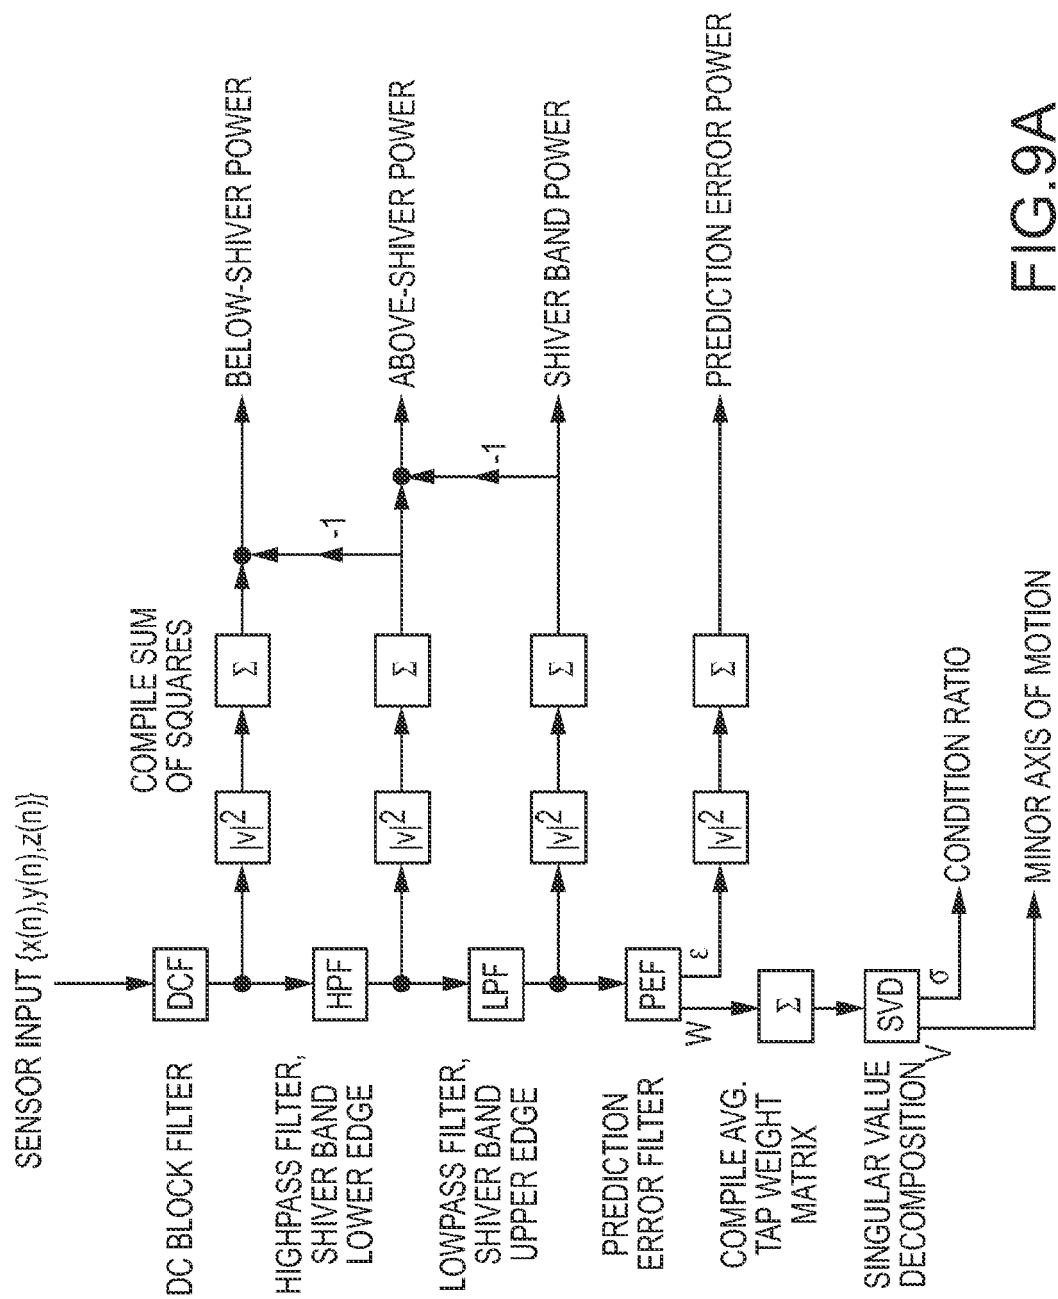 SENSOR INPUT {x(n),y(n),z(n)}
DC BLOCK FILTER
DCF
COMPILE SUM
OF SQUARES
|v|2
Σ
BELOW-SHIVER POWER
-1
HIGHPASS FILTER,
SHIVER BAND
LOWER EDGE
HPF
|v|2
Σ
ABOVE-SHIVER POWER
-1
LOWPASS FILTER,
SHIVER BAND
UPPER EDGE
LPF
|v|2
Σ
SHIVER BAND POWER
PREDICTION
ERROR FILTER
PEF
W
ε
|v|2
Σ
PREDICTION ERROR POWER
COMPILE AVG.
TAP WEIGHT
MATRIX
Σ
SINGULAR VALUE
DECOMPOSITION
SVD
V
σ
CONDITION RATIO
MINOR AXIS OF MOTION
FIG.9A